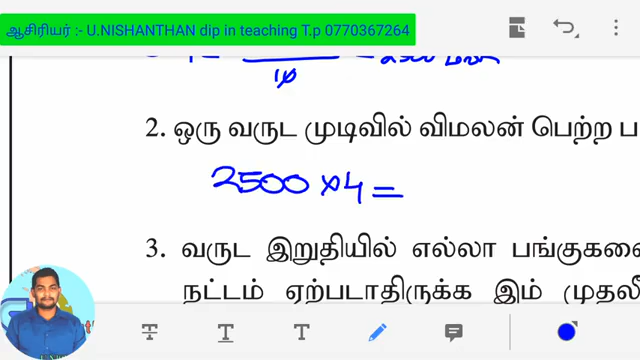 ஆசிரியர் :- U.NISHANTHAN dip in teaching T.p 0770367264
2. ஒரு வருட முடிவில் விமலன் பெற்ற ப
2500 × 4 =
3. வருட இறுதியில் எல்லா பங்குகளை
நட்டம் ஏற்படாதிருக்க இம் முதலீ